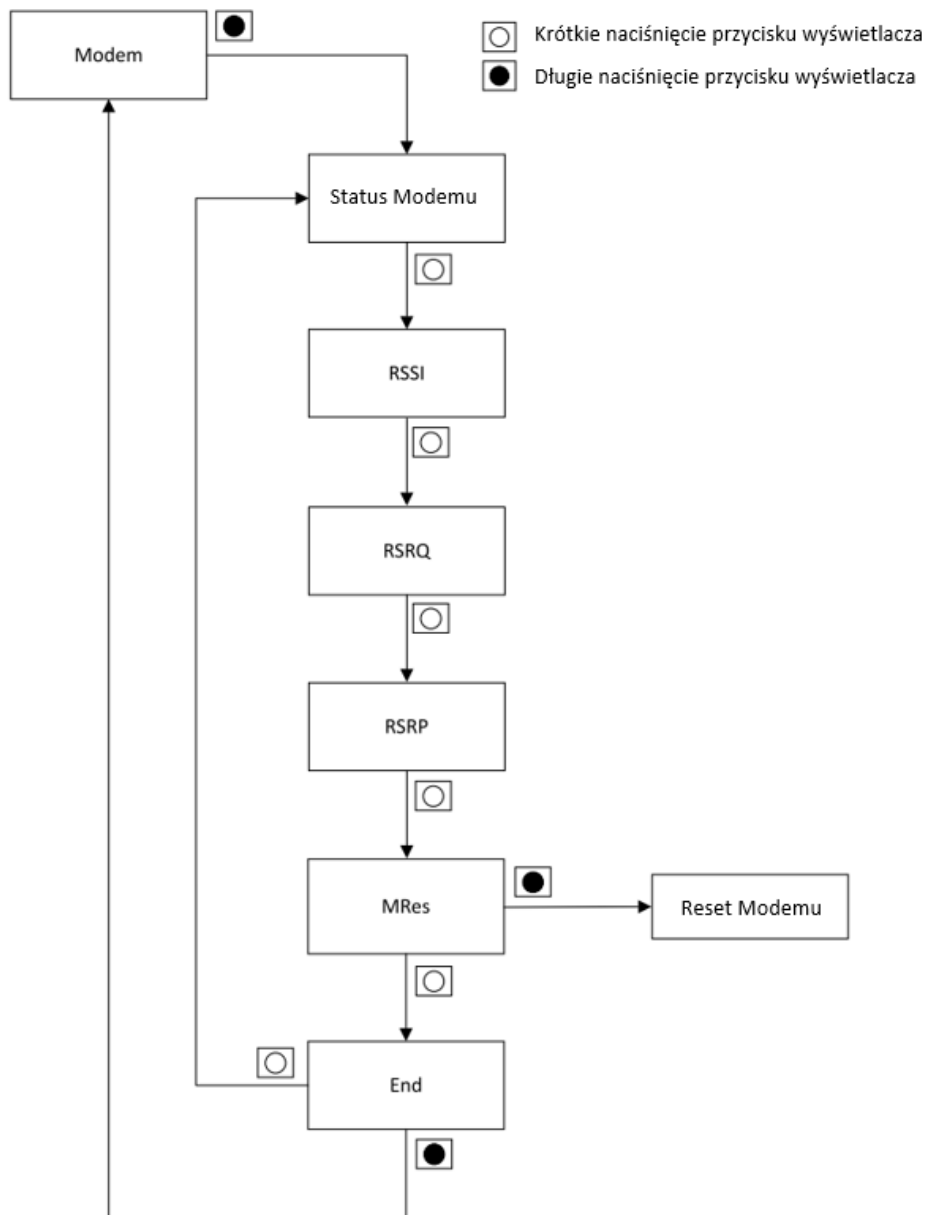 Modem
Krótkie naciśnięcie przycisku wyświetlacza
Długie naciśnięcie przycisku wyświetlacza
Status Modemu
RSSI
RSRQ
RSRP
MRes
Reset Modemu
End